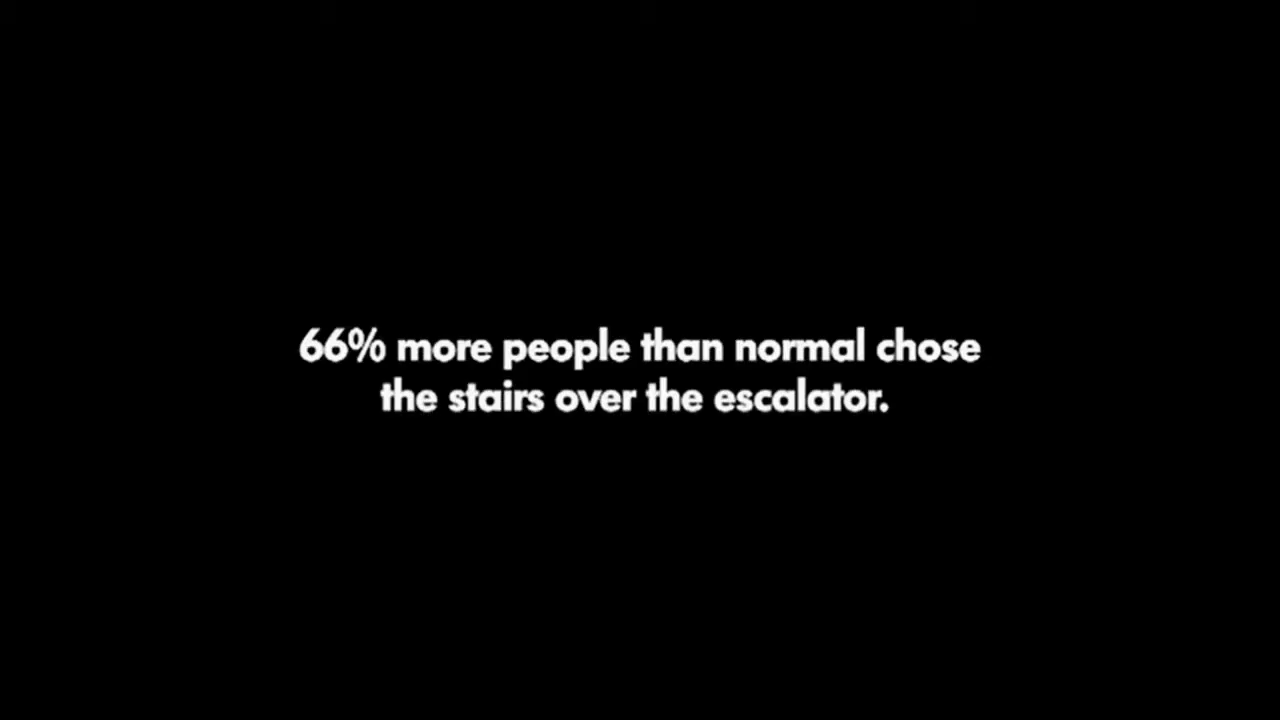 66% more people than normal chose
the stairs over the escalator.